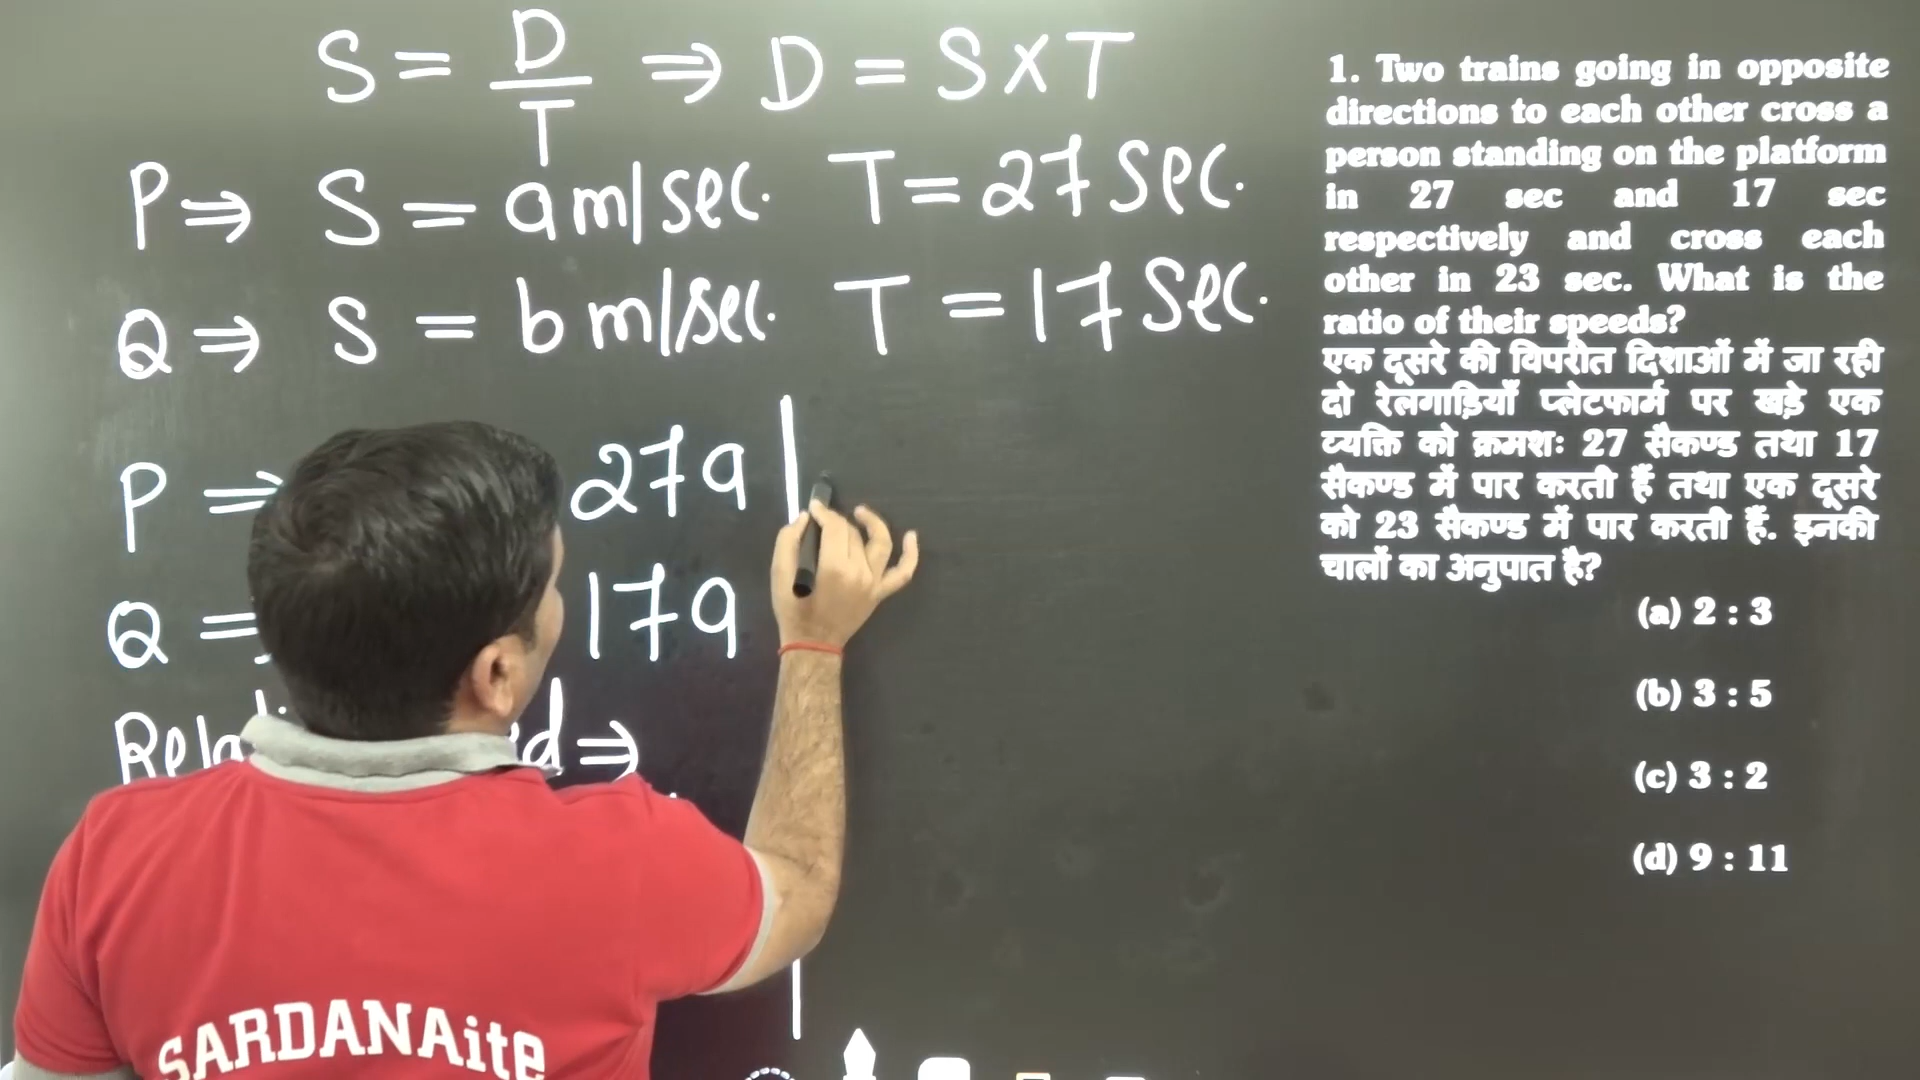 S = D/T ⇒ D = S×T
P ⇒ S = a m/sec. T = 27 Sec.
Q ⇒ S = b m/sec. T = 17 Sec.
P ⇒ 27a
Q = 17a
⇒
SARDANAite
1. Two trains going in opposite
directions to each other cross a
person standing on the platform
in 27 sec and 17 sec
respectively and cross each
other in 23 sec. What is the
ratio of their speeds?
एक दूसरे की विपरीत दिशाओं में जा रही
दो रेलगाड़ियाँ प्लेटफार्म पर खड़े एक
व्यक्ति को क्रमशः 27 सैकण्ड तथा 17
सैकण्ड में पार करती हैं तथा एक दूसरे
को 23 सैकण्ड में पार करती हैं. इनकी
चालों का अनुपात है?
(a) 2 : 3
(b) 3 : 5
(c) 3 : 2
(d) 9 : 11